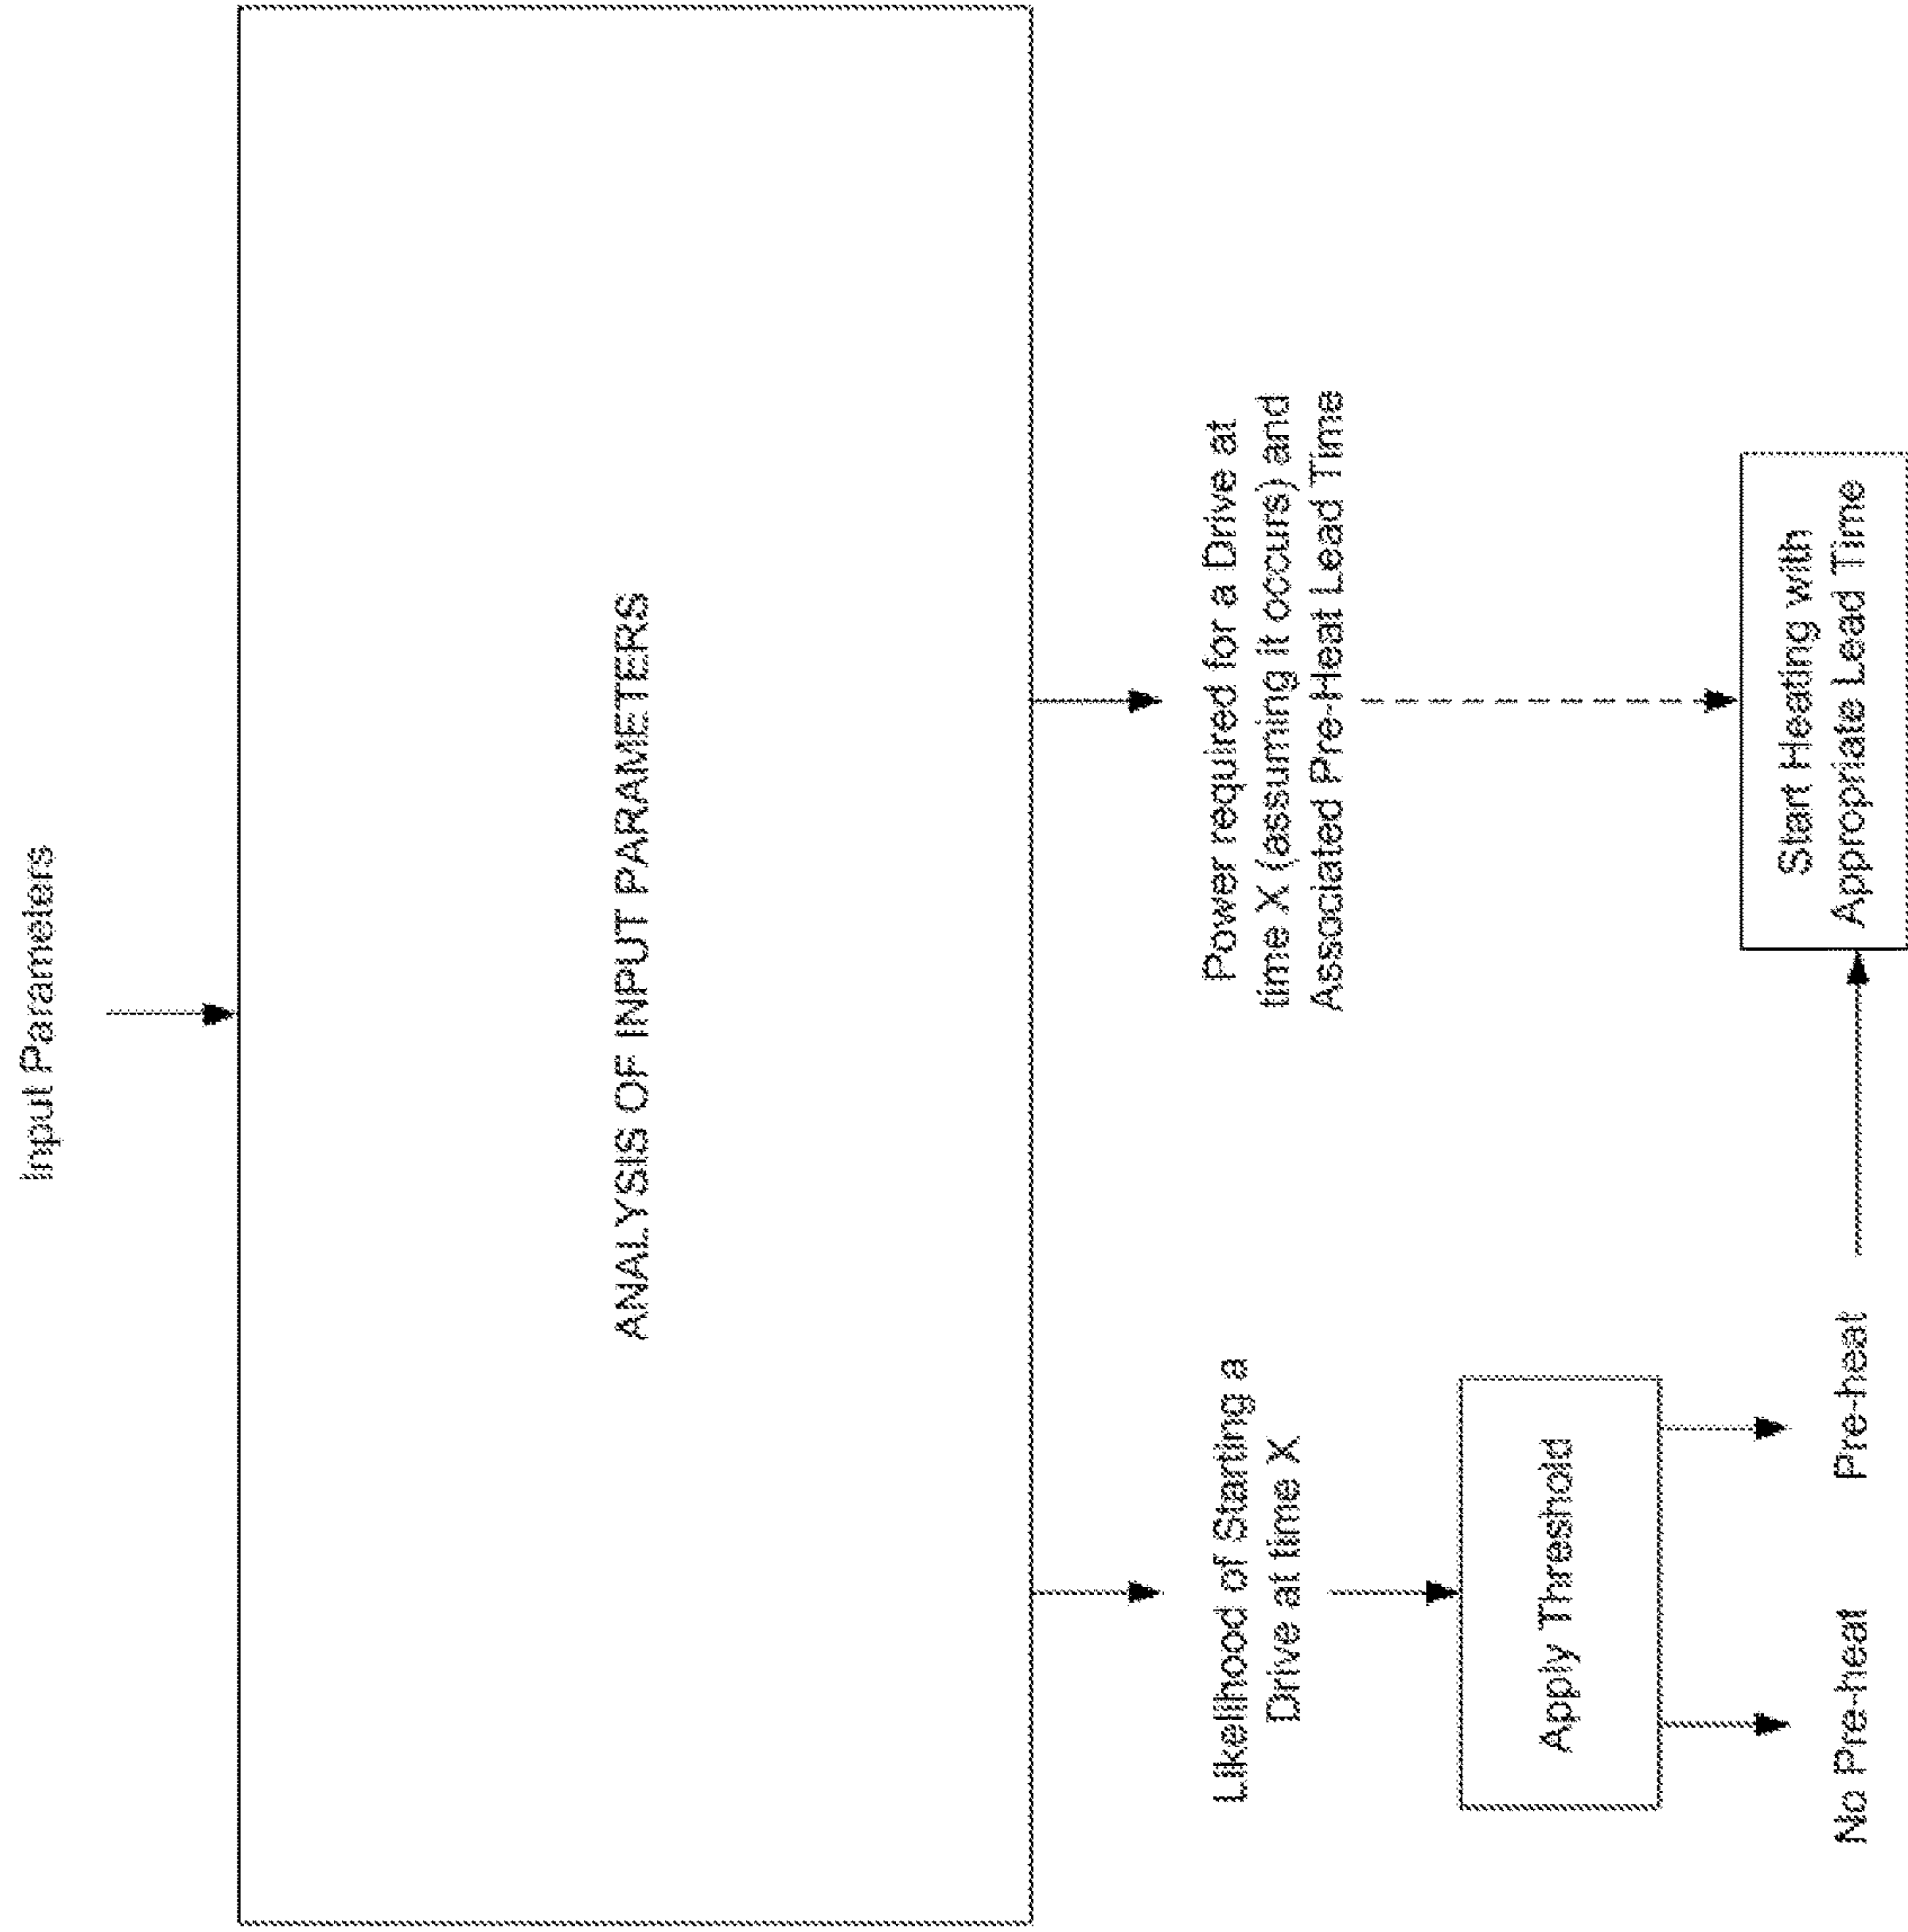 Input Parameters
ANALYSIS OF INPUT PARAMETERS
Likelihood of Starting a
Drive at time X
Power required for a Drive at
time X (assuming it occurs) and
Associated Pre-Heat Lead Time
Apply Threshold
No Pre-heat
Pre-heat
Start Heating with
Appropriate Lead Time